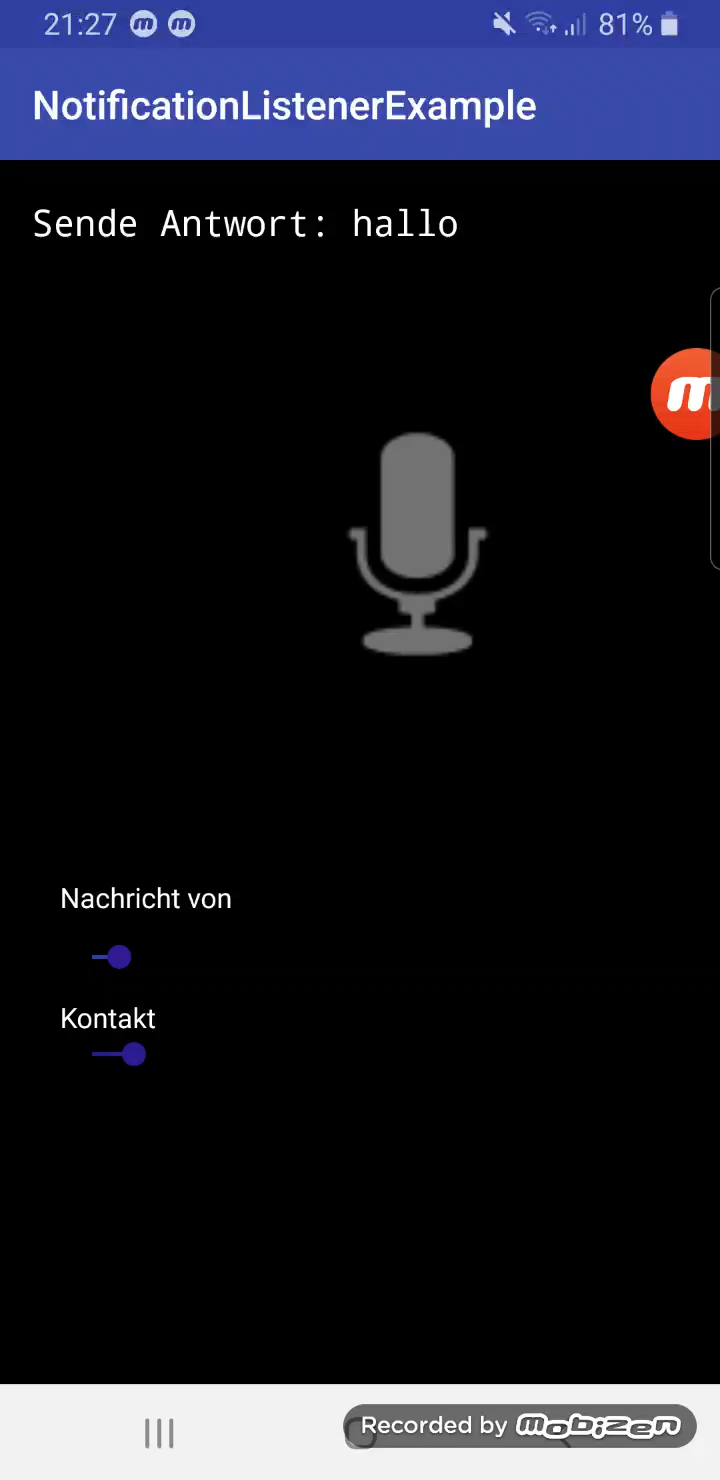 21:27 m m 81%
NotificationListenerExample
Sende Antwort: hallo
m
Nachricht von
Kontakt
Recorded by mobizen